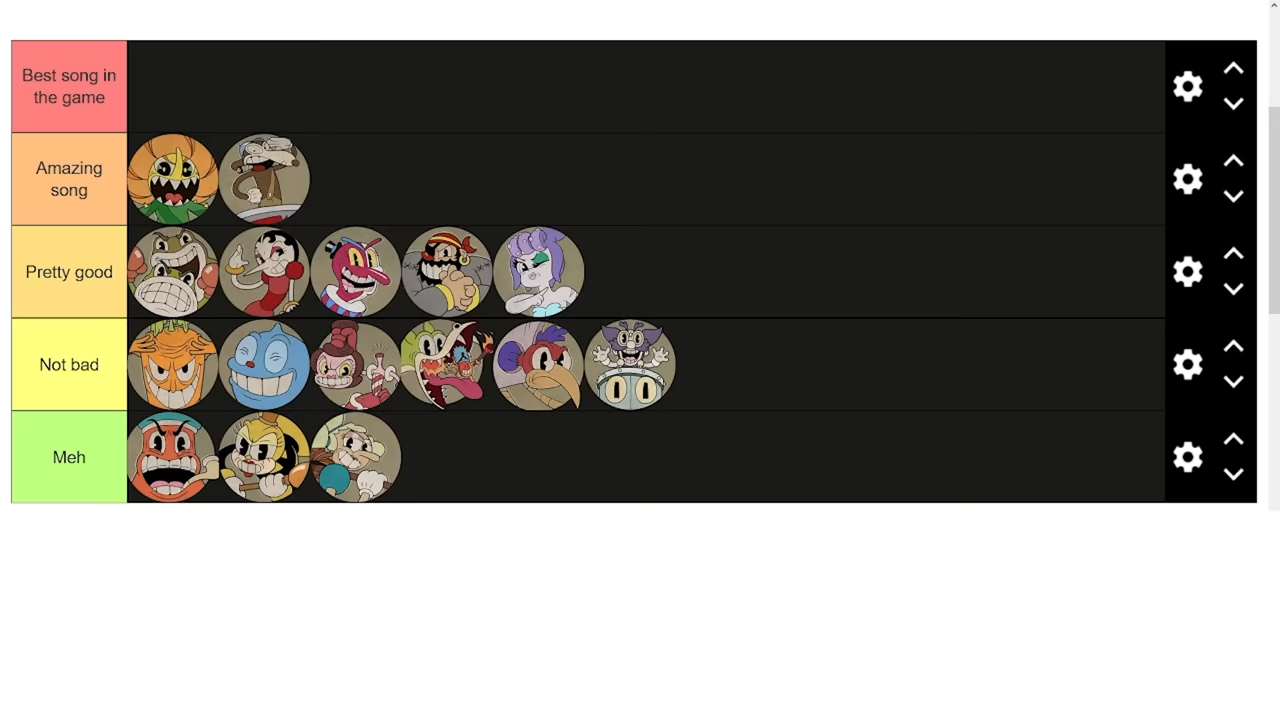 Best song in
the game
Amazing
song
Pretty good
Not bad
Meh